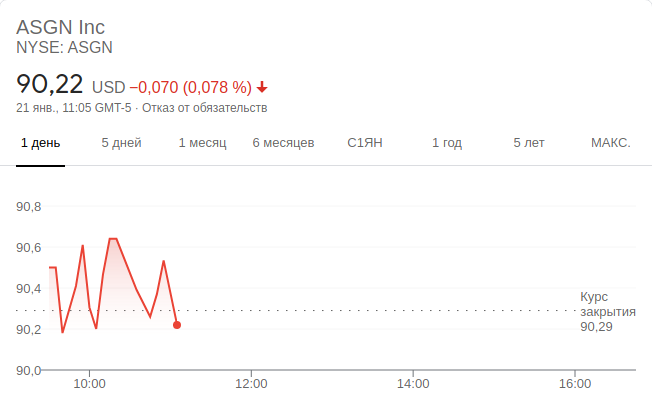 ASGN Inc
NYSE: ASGN
90,22 USD −0,070 (0,078 %)
21 янв., 11:05 GMT-5 · Отказ от обязательств
1 день 5 дней 1 месяц 6 месяцев С1ЯН 1 год 5 лет МАКС.
90,8
90,6
90,4
90,2
90,0
Курс
закрытия
90,29
10:00 12:00 14:00 16:00